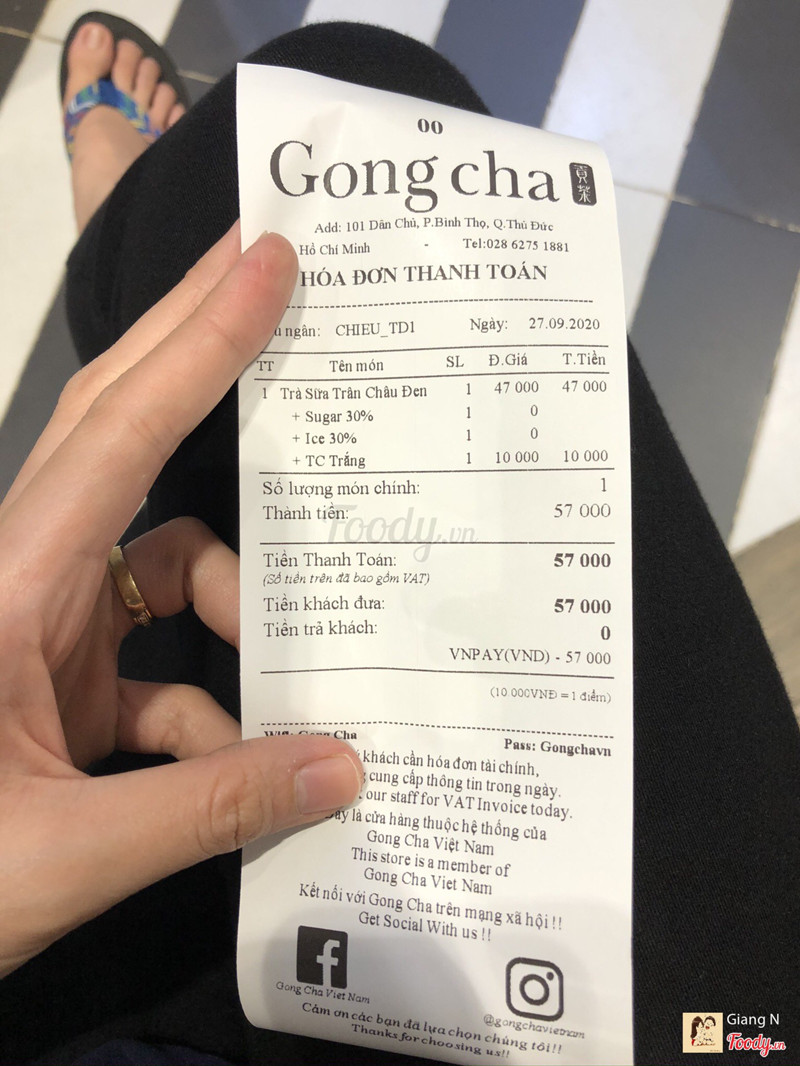 00
Gong cha 貢茶
Add: 101 Dân Chủ, P.Bình Thọ, Q.Thủ Đức
Hồ Chí Minh - Tel:028 6275 1881
HÓA ĐƠN THANH TOÁN
ngân: CHIEU_TD1 Ngày: 27.09.2020
TT Tên món SL Đ.Giá T.Tiền
1 Trà Sữa Trân Châu Đen 1 47 000 47 000
+ Sugar 30% 1 0
+ Ice 30% 1 0
+ TC Trắng 1 10 000 10 000
Số lượng món chính: 1
Thành tiền: 57 000
Foody.vn
Tiền Thanh Toán: 57 000
(Số tiền trên đã bao gồm VAT)
Tiền khách đưa: 57 000
Tiền trả khách: 0
VNPAY(VND) - 57 000
(10.000VNĐ = 1 điểm)
Wifi: Gong Cha Pass: Gongchavn
khách cần hóa đơn tài chính,
cung cấp thông tin trong ngày.
our staff for VAT Invoice today.
Đây là cửa hàng thuộc hệ thống của
Gong Cha Việt Nam
This store is a member of
Gong Cha Viet Nam
Kết nối với Gong Cha trên mạng xã hội !!
Get Social With us !!
Gong Cha Viet Nam
@gongchavietnam
Cảm ơn các bạn đã lựa chọn chúng tôi!!
Thanks for choosing us!!
Giang N
Foody.vn